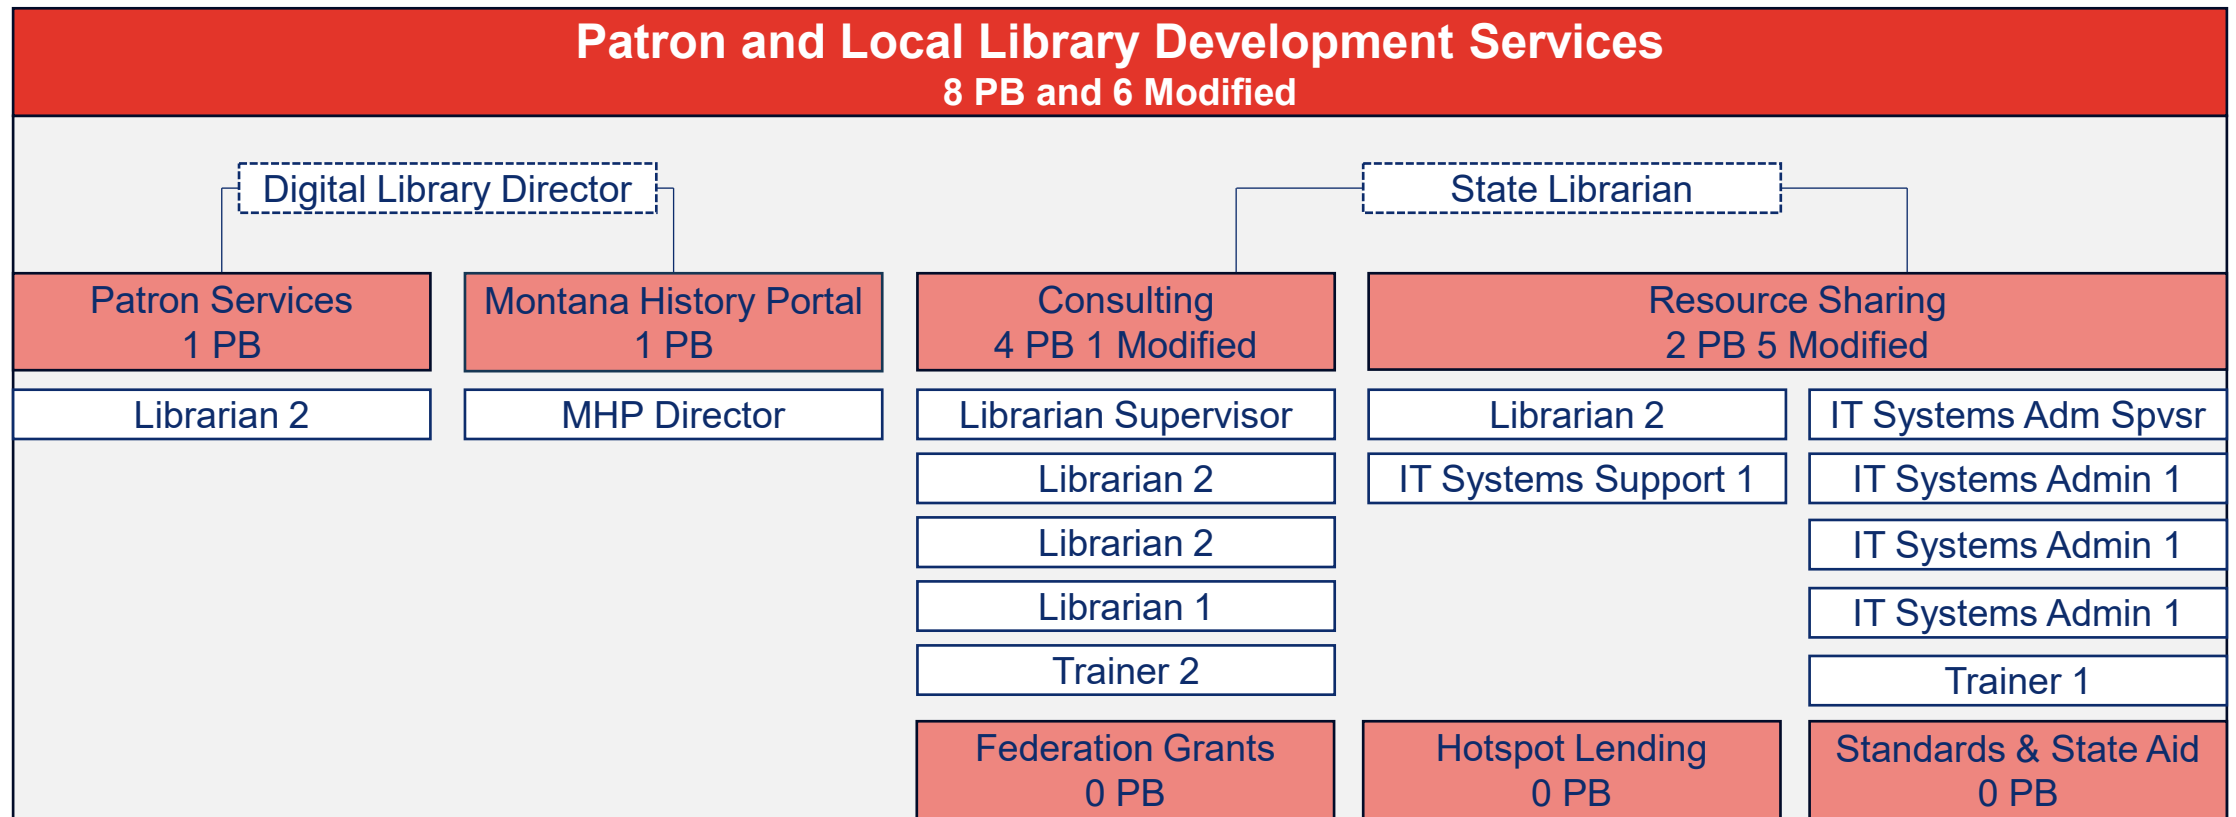 Patron and Local Library Development Services
8 PB and 6 Modified
Digital Library Director
State Librarian
Patron Services
1 PB
Montana History Portal
1 PB
Consulting
4 PB 1 Modified
Resource Sharing
2 PB 5 Modified
Librarian 2
MHP Director
Librarian Supervisor
Librarian 2
Librarian 2
Librarian 1
Trainer 2
Librarian 2
IT Systems Support 1
IT Systems Adm Spvsr
IT Systems Admin 1
IT Systems Admin 1
IT Systems Admin 1
Trainer 1
Federation Grants
0 PB
Hotspot Lending
0 PB
Standards & State Aid
0 PB